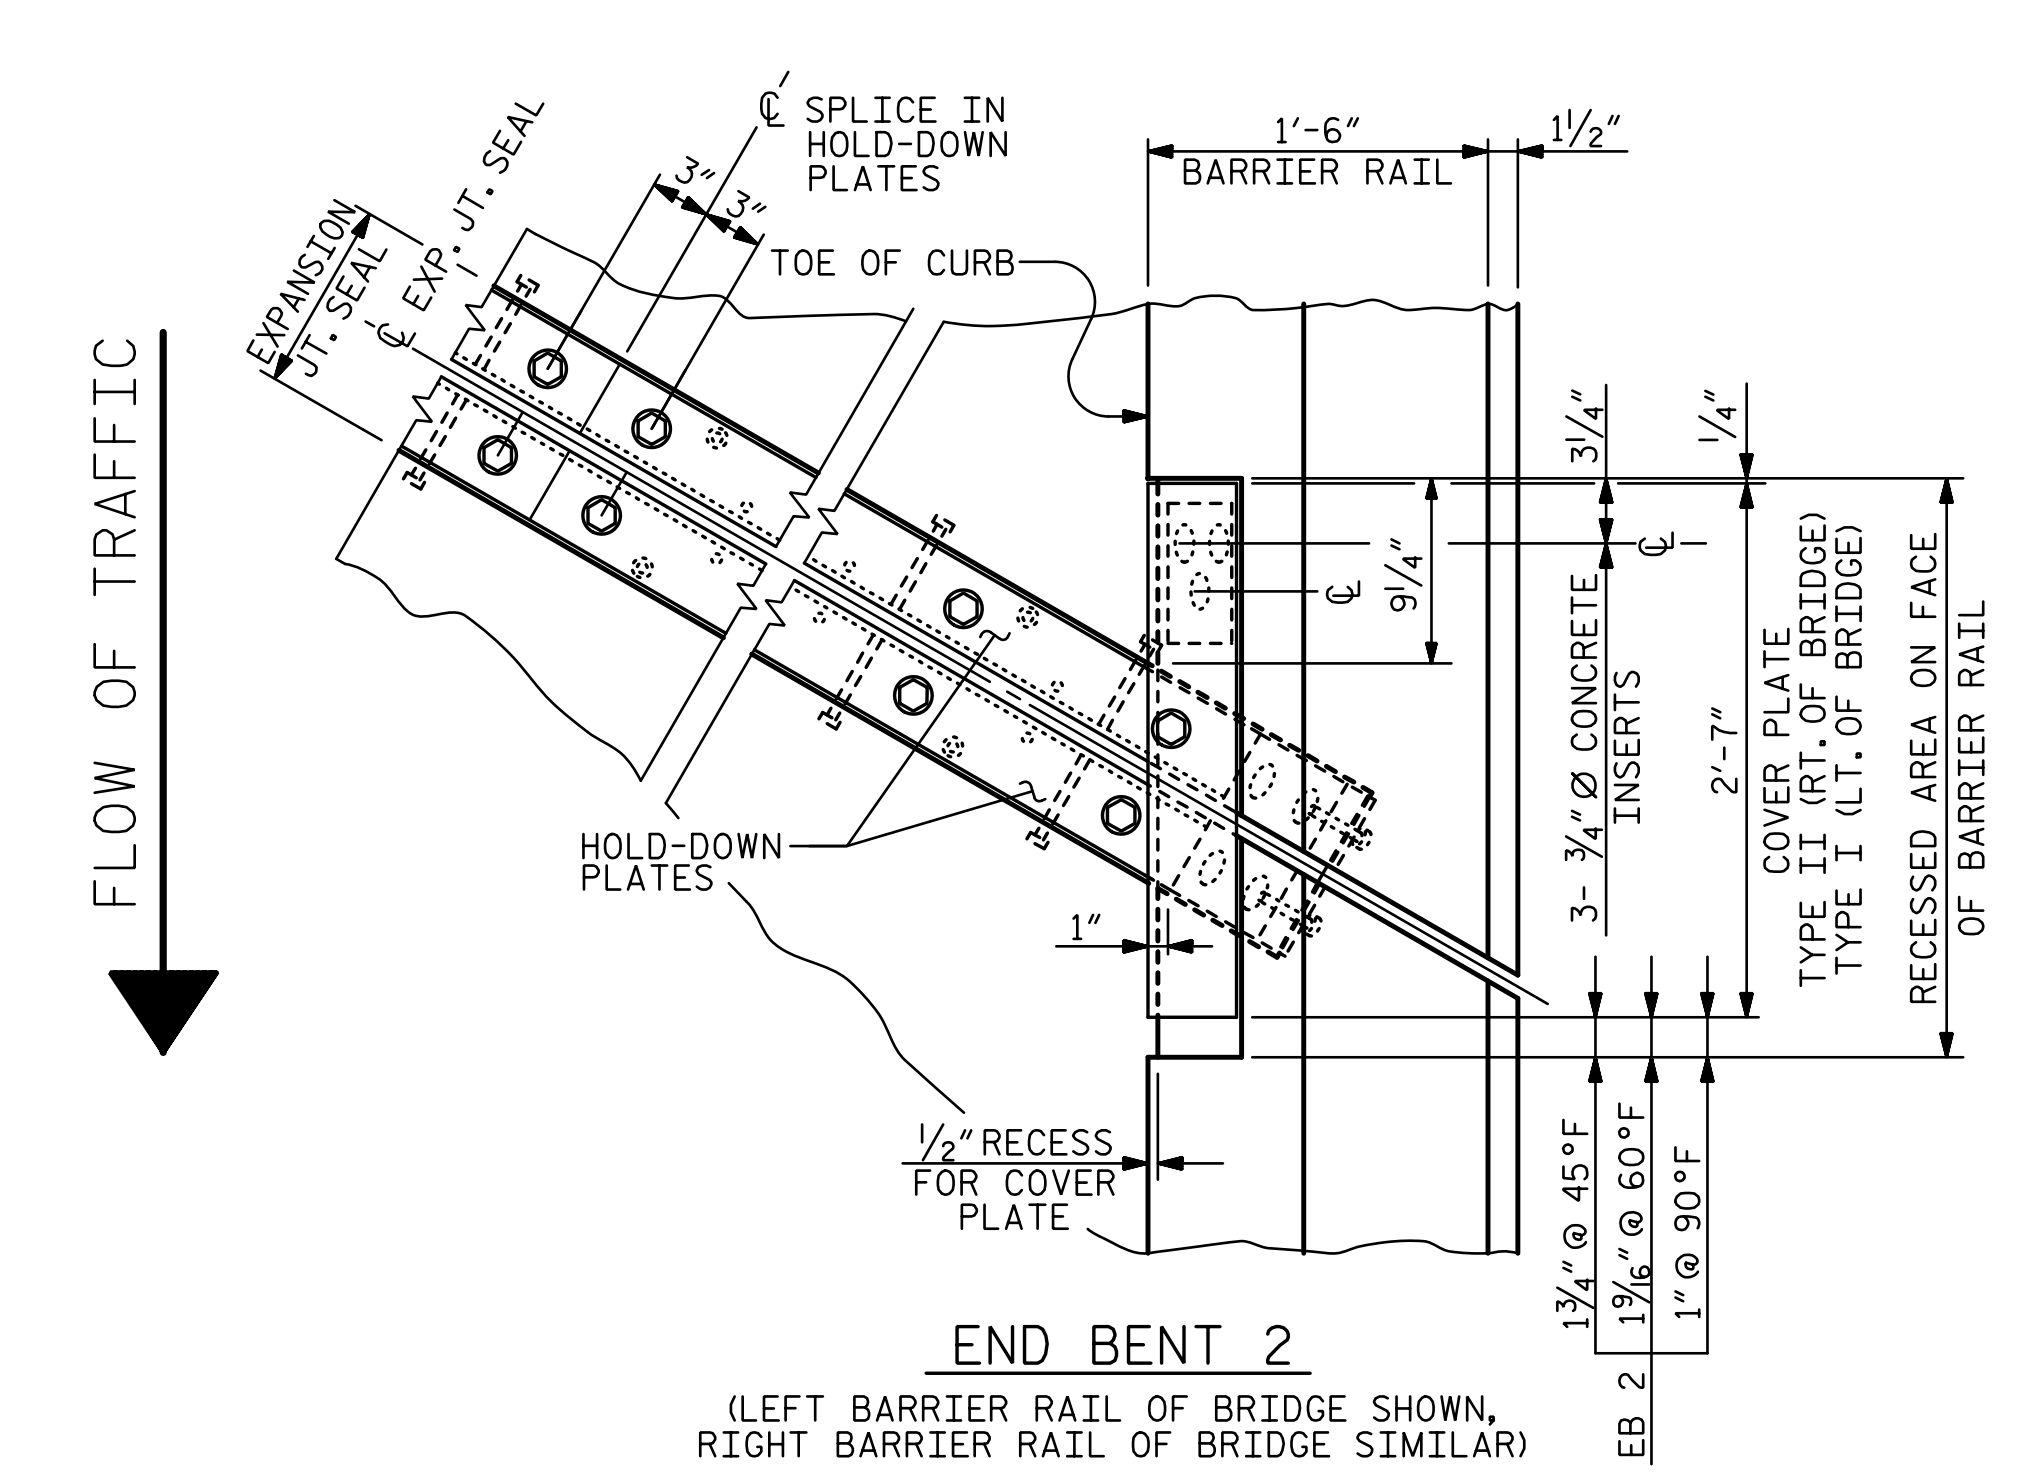 ℄ SPLICE IN
HOLD-DOWN
PLATES
3"
3"
EXPANSION
JT. SEAL
℄ EXP. JT. SEAL
TOE OF CURB
1'-6"
BARRIER RAIL
1½"
FLOW OF TRAFFIC
3¼"
¼"
9¼"
℄
℄
3- ¾" Ø CONCRETE
INSERTS
2'-7"
COVER PLATE
TYPE II (RT. OF BRIDGE)
TYPE I (LT. OF BRIDGE)
RECESSED AREA ON FACE
OF BARRIER RAIL
HOLD-DOWN
PLATES
1"
½" RECESS
FOR COVER
PLATE
1¾" @ 45°F
1 9/16" @ 60°F
1" @ 90°F
EB 2
END BENT 2
(LEFT BARRIER RAIL OF BRIDGE SHOWN,
RIGHT BARRIER RAIL OF BRIDGE SIMILAR)